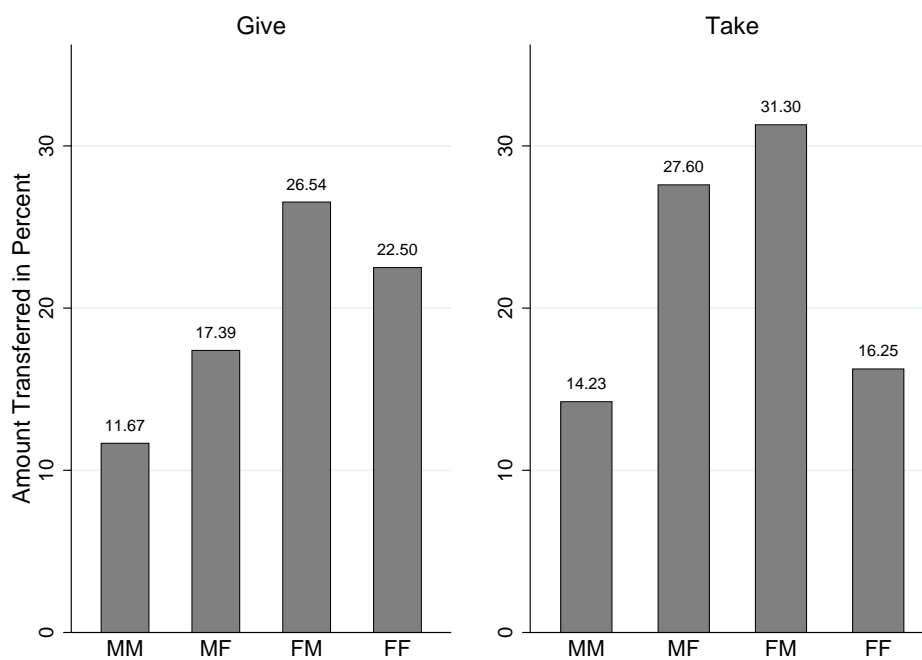 Give
Take
Amount Transferred in Percent
0
10
20
30
11.67
17.39
26.54
22.50
MM
MF
FM
FF
14.23
27.60
31.30
16.25
0
10
20
30
MM
MF
FM
FF